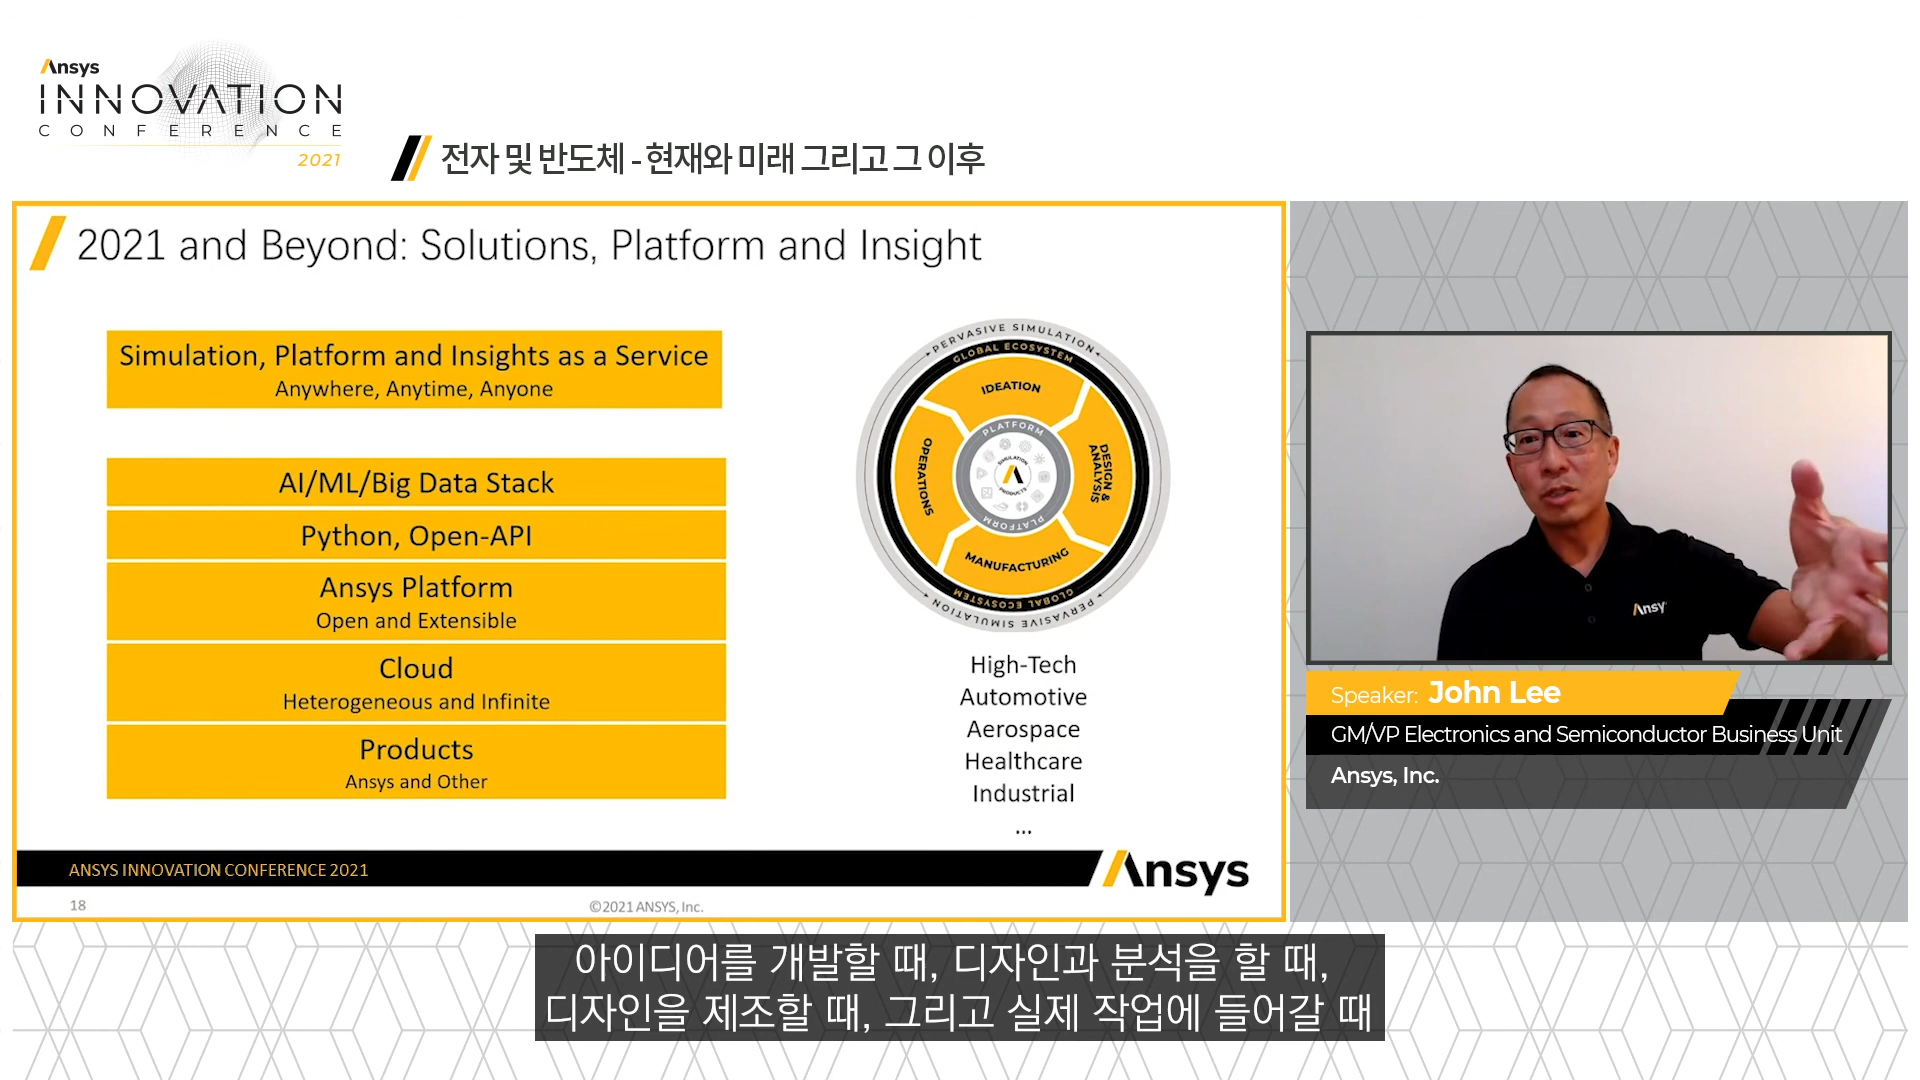 Ansys
INNOVATION
CONFERENCE
2021
전자 및 반도체 - 현재와 미래 그리고 그 이후
2021 and Beyond: Solutions, Platform and Insight
Simulation, Platform and Insights as a Service
Anywhere, Anytime, Anyone
AI/ML/Big Data Stack
Python, Open-API
Ansys Platform
Open and Extensible
Cloud
Heterogeneous and Infinite
Products
Ansys and Other
PERVASIVE SIMULATION
GLOBAL ECOSYSTEM
IDEATION
PLATFORM
OPERATIONS
SIMULATION
PRODUCTS
DESIGN &
ANALYSIS
PLATFORM
MANUFACTURING
GLOBAL ECOSYSTEM
PERVASIVE SIMULATION
High-Tech
Automotive
Aerospace
Healthcare
Industrial
...
ANSYS INNOVATION CONFERENCE 2021
Ansys
18
©2021 ANSYS, Inc.
Ansys
Speaker: John Lee
GM/VP Electronics and Semiconductor Business Unit
Ansys, Inc.
아이디어를 개발할 때, 디자인과 분석을 할 때,
디자인을 제조할 때, 그리고 실제 작업에 들어갈 때